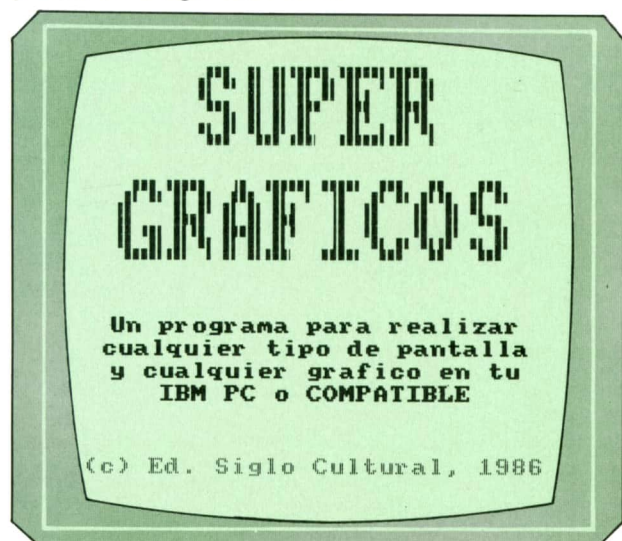 SUPER
GRAFICOS
Un programa para realizar
cualquier tipo de pantalla
y cualquier grafico en tu
IBM PC o COMPATIBLE
(c) Ed. Siglo Cultural, 1986